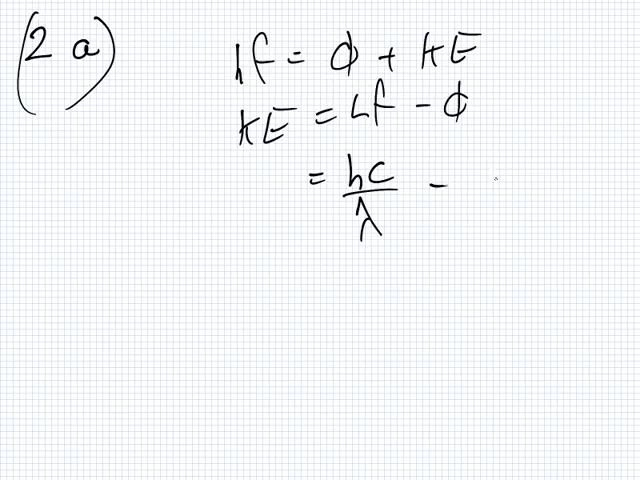 (2 a)
hf = ϕ + KE
KE = hf - ϕ
= hc/λ -